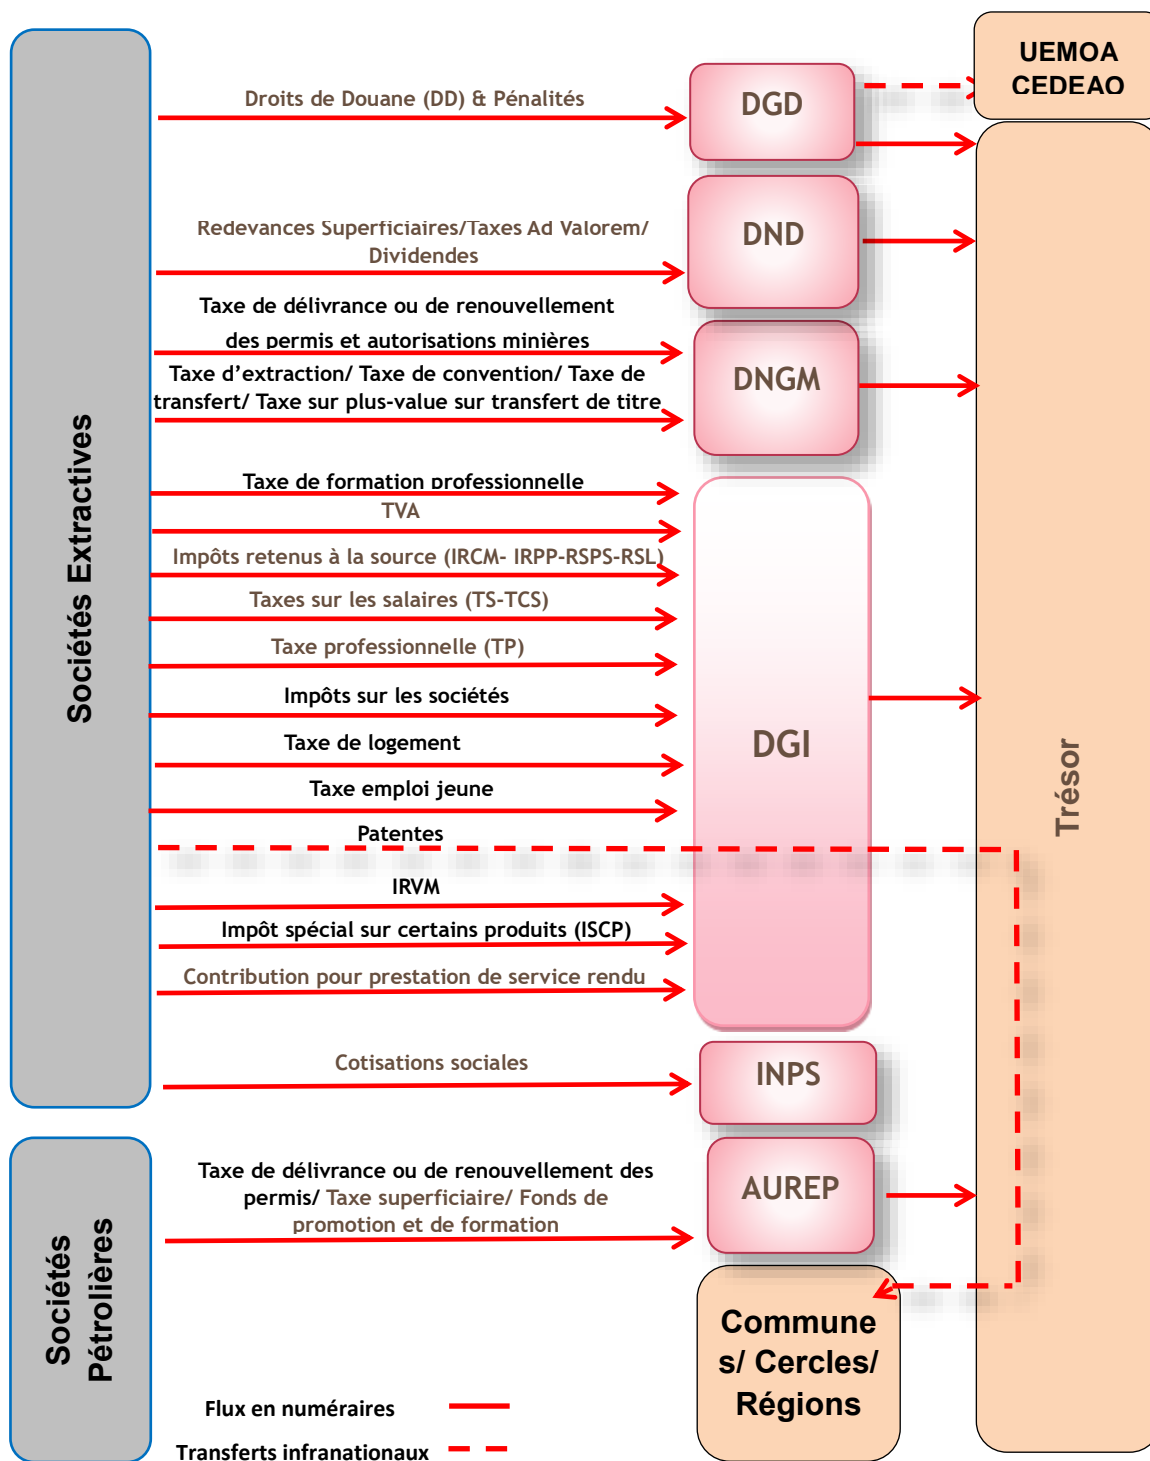 UEMOA
CEDEAO
Droits de Douane (DD) & Pénalités
DGD
Redevances Superficiaires/Taxes Ad Valorem/
Dividendes
DND
Taxe de délivrance ou de renouvellement
des permis et autorisations minières
Taxe d’extraction/ Taxe de convention/ Taxe de
transfert/ Taxe sur plus-value sur transfert de titre
DNGM
Sociétés Extractives
Taxe de formation professionnelle
TVA
Impôts retenus à la source (IRCM- IRPP-RSPS-RSL)
Taxes sur les salaires (TS-TCS)
Taxe professionnelle (TP)
Impôts sur les sociétés
Taxe de logement
Taxe emploi jeune
Patentes
IRVM
Impôt spécial sur certains produits (ISCP)
Contribution pour prestation de service rendu
DGI
Trésor
Cotisations sociales
INPS
Sociétés
Pétrolières
Taxe de délivrance ou de renouvellement des
permis/ Taxe superficiaire/ Fonds de
promotion et de formation
AUREP
Commune
s/ Cercles/
Régions
Flux en numéraires
Transferts infranationaux